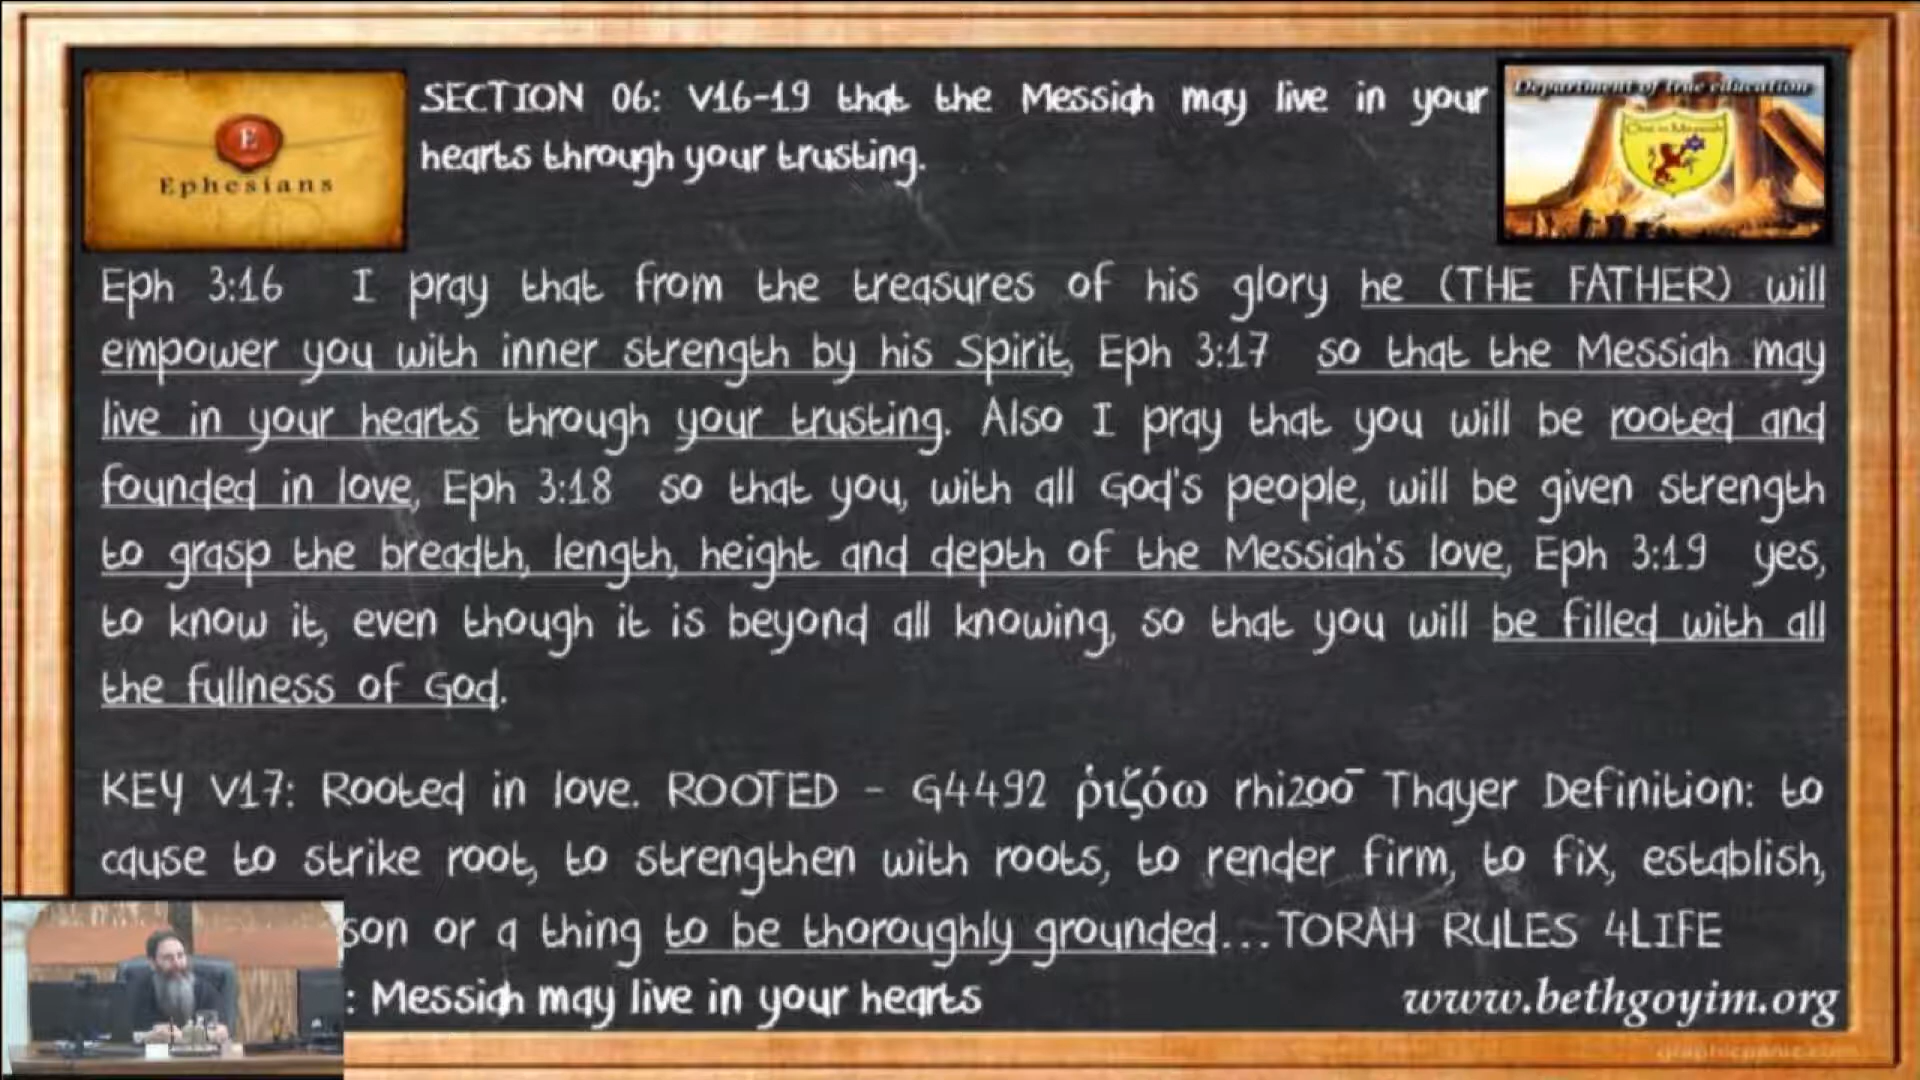 E
Ephesians
SECTION 06: V16-19 that the Messiah may live in your
hearts through your trusting.
Department of true education
One in Messiah
Eph 3:16 I pray that from the treasures of his glory he (THE FATHER) will
empower you with inner strength by his Spirit, Eph 3:17 so that the Messiah may
live in your hearts through your trusting. Also I pray that you will be rooted and
founded in love, Eph 3:18 so that you, with all God's people, will be given strength
to grasp the breadth, length, height and depth of the Messiah's love, Eph 3:19 yes,
to know it, even though it is beyond all knowing, so that you will be filled with all
the fullness of God.
KEY V17: Rooted in love. ROOTED - G4492 ῥιζόω rhizoō Thayer Definition: to
cause to strike root, to strengthen with roots, to render firm, to fix, establish,
son or a thing to be thoroughly grounded...TORAH RULES 4LIFE
: Messiah may live in your hearts
www.bethgoyim.org